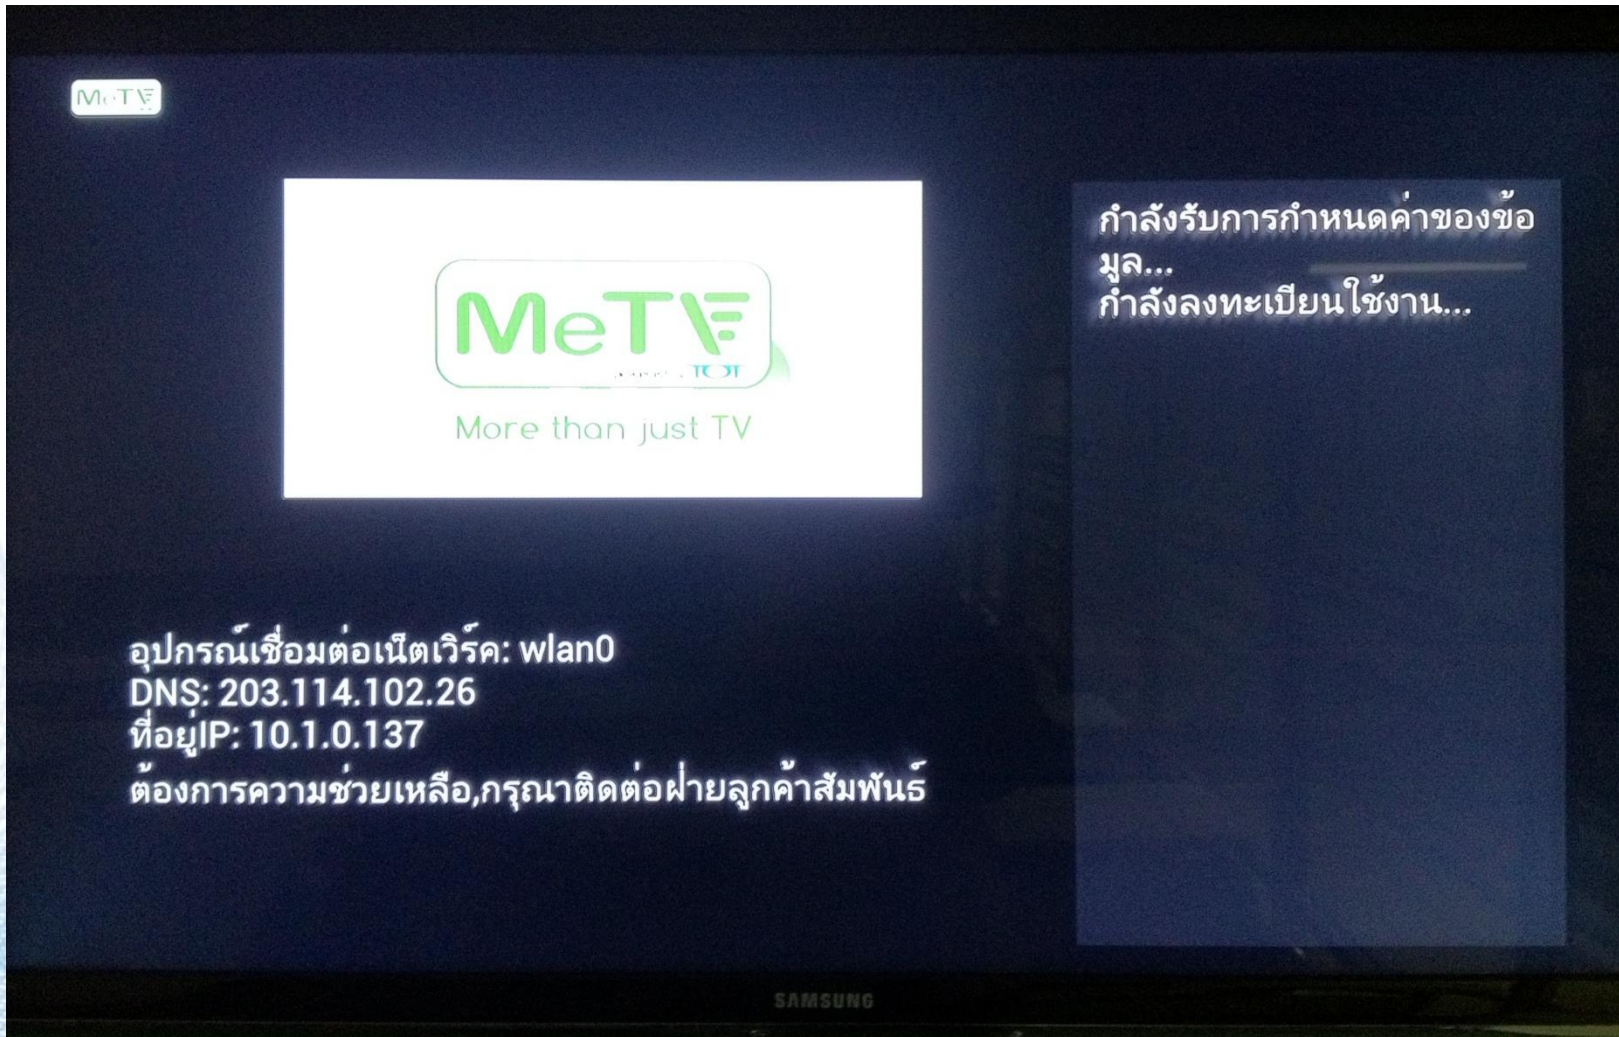 MeTV
MeTV
TOT
More than just TV
กำลังรับการกำหนดค่าของข้อ
มูล...
กำลังลงทะเบียนใช้งาน...
อุปกรณ์เชื่อมต่อเน็ตเวิร์ค: wlan0
DNS: 203.114.102.26
ที่อยู่IP: 10.1.0.137
ต้องการความช่วยเหลือ,กรุณาติดต่อฝ่ายลูกค้าสัมพันธ์
SAMSUNG